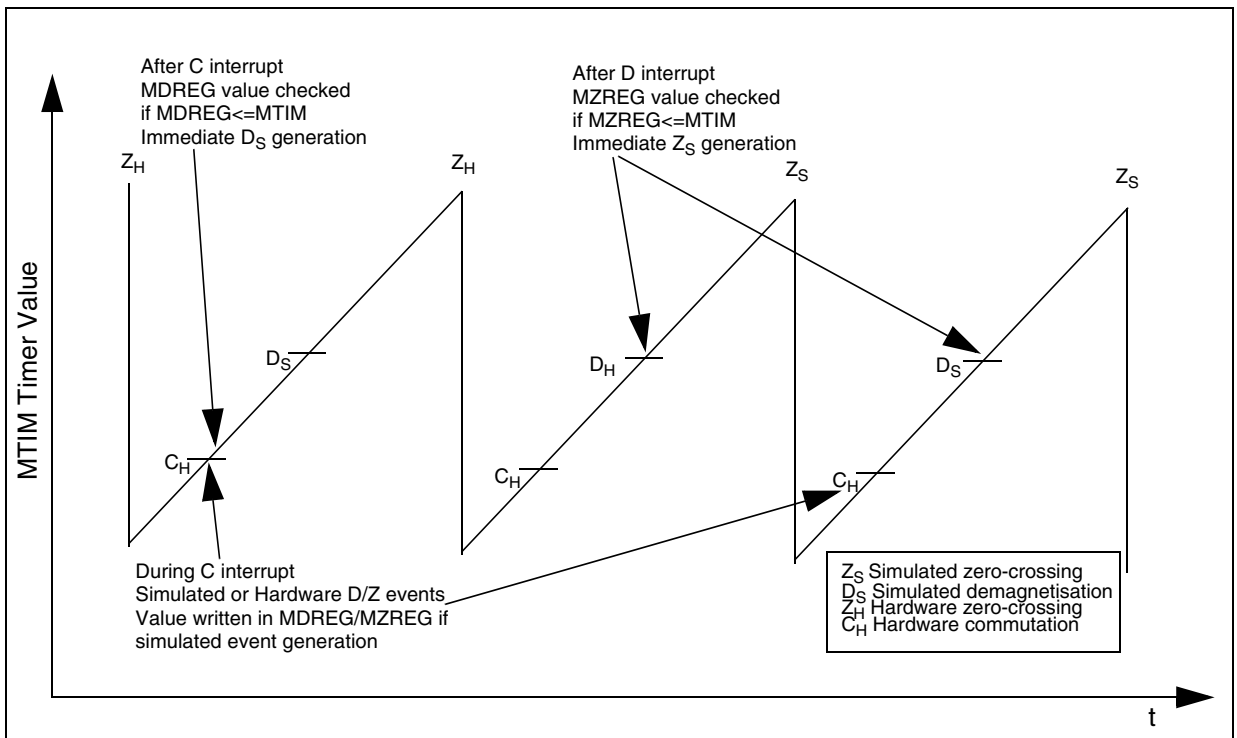 After C interrupt
MDREG value checked
if MDREG<=MTIM
Immediate DS generation
After D interrupt
MZREG value checked
if MZREG<=MTIM
Immediate ZS generation
ZH
ZH
ZS
ZS
MTIM Timer Value
DS
DH
DS
CH
CH
CH
During C interrupt
Simulated or Hardware D/Z events
Value written in MDREG/MZREG if
simulated event generation
ZS Simulated zero-crossing
DS Simulated demagnetisation
ZH Hardware zero-crossing
CH Hardware commutation
t